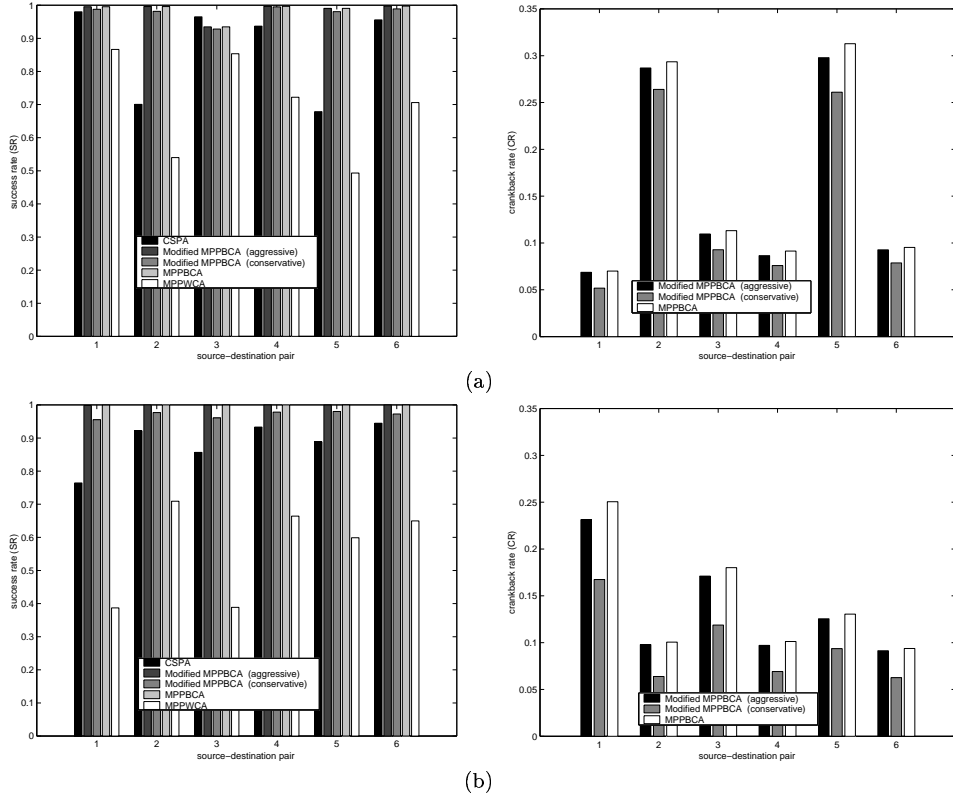 1
0.9
0.8
0.7
0.6
0.5
0.4
0.3
0.2
0.1
0
success rate (SR)
CSPA
Modified MPPBCA (aggressive)
Modified MPPBCA (conservative)
MPPBCA
MPPWCA
1 2 3 4 5 6
source−destination pair
0.35
0.3
0.25
0.2
0.15
0.1
0.05
0
crankback rate (CR)
Modified MPPBCA (aggressive)
Modified MPPBCA (conservative)
MPPBCA
1 2 3 4 5 6
source−destination pair
(a)
1
0.9
0.8
0.7
0.6
0.5
0.4
0.3
0.2
0.1
0
success rate (SR)
CSPA
Modified MPPBCA (aggressive)
Modified MPPBCA (conservative)
MPPBCA
MPPWCA
1 2 3 4 5 6
source−destination pair
0.35
0.3
0.25
0.2
0.15
0.1
0.05
0
crankback rate (CR)
Modified MPPBCA (aggressive)
Modified MPPBCA (conservative)
MPPBCA
1 2 3 4 5 6
source−destination pair
(b)